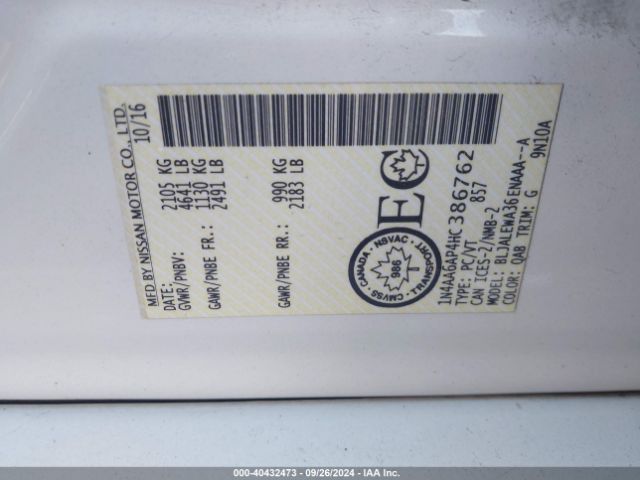 MFD BY NISSAN MOTOR CO., LTD.
DATE: 10/16
GVWR/PNBV: 2105 KG
4641 LB
GAWR/PNBE FR.: 1130 KG
2491 LB
GAWR/PNBE RR.: 990 KG
2183 LB
CANADA · NSVAC · TRANSPORT · CMVSS ·
986
EC
1N4AA6AP4HC386762
TYPE: PC/VT 857
CAN ICES-2/NMB-2
MODEL: BLJALEWA36ENAAA--A
COLOR: QAB TRIM: G 9N10A
000-40432473 - 09/26/2024 - IAA Inc.